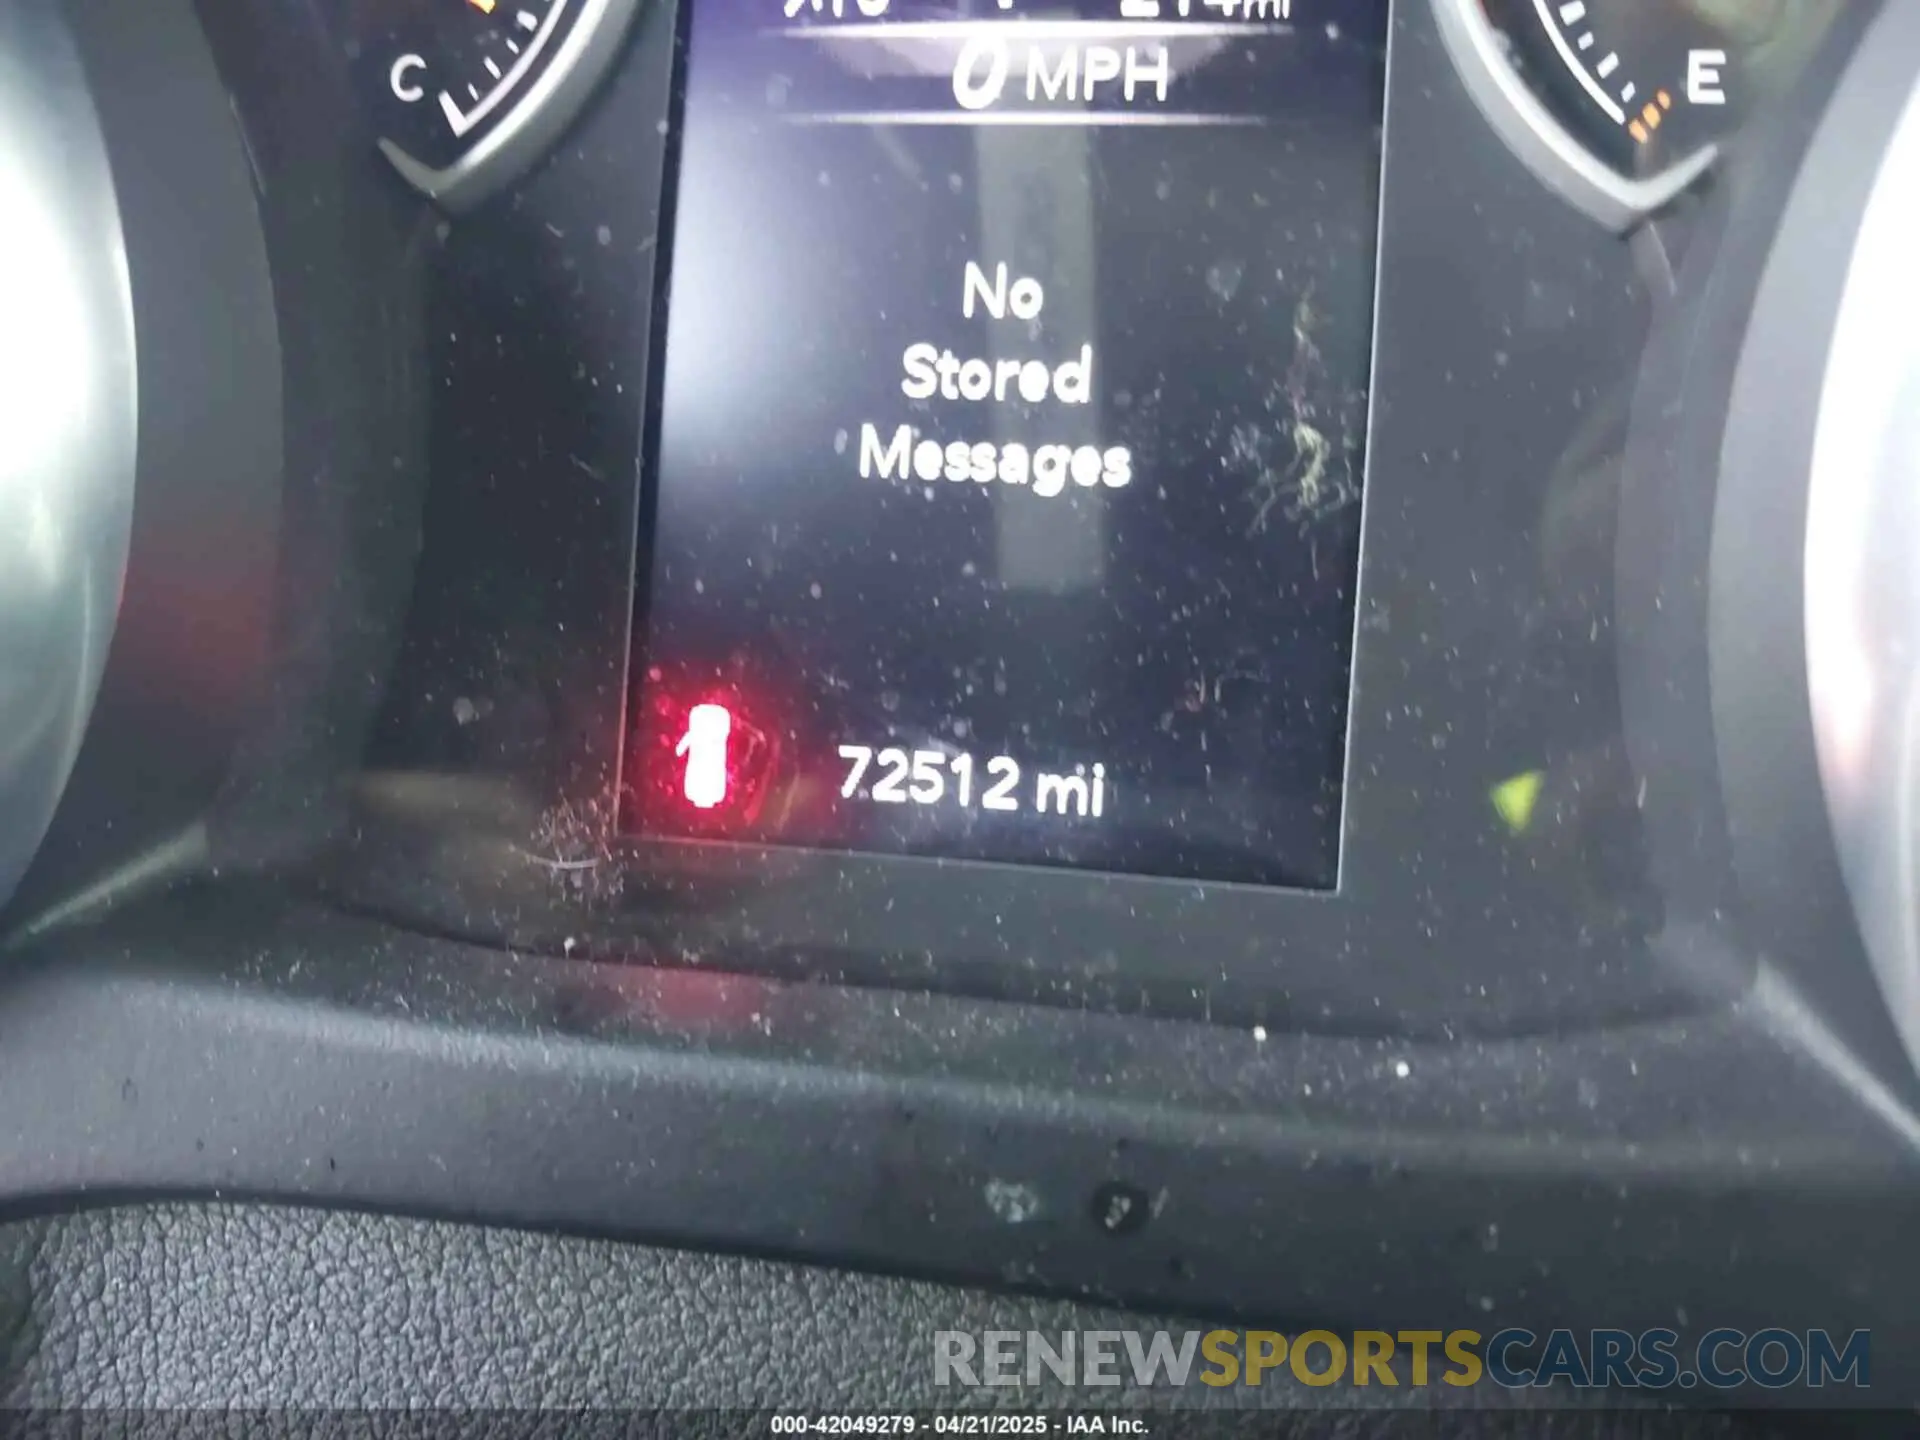 C
0 MPH
E
No
Stored
Messages
72512 mi
RENEWSPORTSCARS.COM
000-42049279 - 04/21/2025 - IAA Inc.